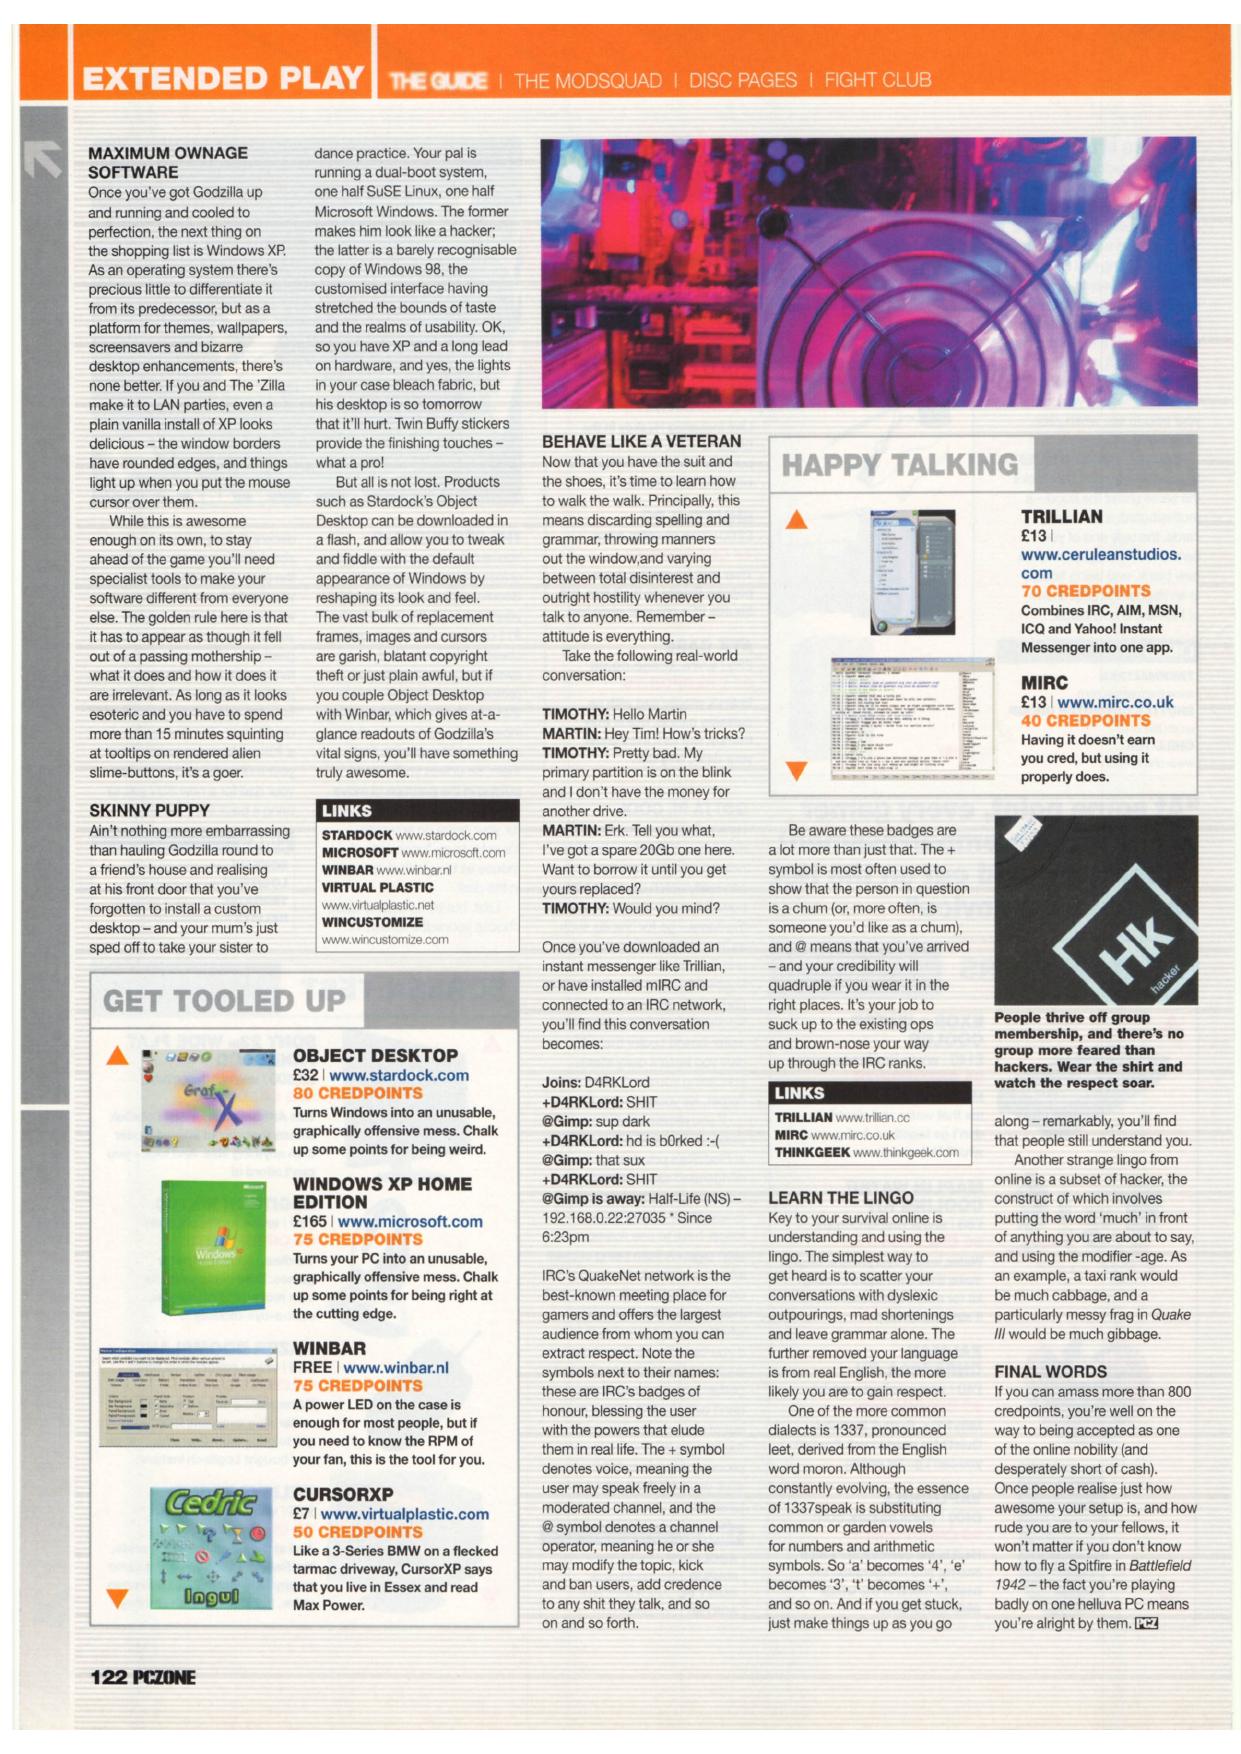 EXTENDED PLAY
THE GUIDE | THE MODSQUAD | DISC PAGES | FIGHT CLUB
MAXIMUM OWNAGE
SOFTWARE
Once you've got Godzilla up
and running and cooled to
perfection, the next thing on
the shopping list is Windows XP.
As an operating system there's
precious little to differentiate it
from its predecessor, but as a
platform for themes, wallpapers,
screensavers and bizarre
desktop enhancements, there's
none better. If you and The 'Zilla
make it to LAN parties, even a
plain vanilla install of XP looks
delicious – the window borders
have rounded edges, and things
light up when you put the mouse
cursor over them.
While this is awesome
enough on its own, to stay
ahead of the game you'll need
specialist tools to make your
software different from everyone
else. The golden rule here is that
it has to appear as though it fell
out of a passing mothership –
what it does and how it does it
are irrelevant. As long as it looks
esoteric and you have to spend
more than 15 minutes squinting
at tooltips on rendered alien
slime-buttons, it's a goer.
SKINNY PUPPY
Ain't nothing more embarrassing
than hauling Godzilla round to
a friend's house and realising
at his front door that you've
forgotten to install a custom
desktop – and your mum's just
sped off to take your sister to
dance practice. Your pal is
running a dual-boot system,
one half SuSE Linux, one half
Microsoft Windows. The former
makes him look like a hacker;
the latter is a barely recognisable
copy of Windows 98, the
customised interface having
stretched the bounds of taste
and the realms of usability. OK,
so you have XP and a long lead
on hardware, and yes, the lights
in your case bleach fabric, but
his desktop is so tomorrow
that it'll hurt. Twin Buffy stickers
provide the finishing touches –
what a pro!
But all is not lost. Products
such as Stardock's Object
Desktop can be downloaded in
a flash, and allow you to tweak
and fiddle with the default
appearance of Windows by
reshaping its look and feel.
The vast bulk of replacement
frames, images and cursors
are garish, blatant copyright
theft or just plain awful, but if
you couple Object Desktop
with Winbar, which gives at-a-
glance readouts of Godzilla's
vital signs, you'll have something
truly awesome.
LINKS
STARDOCK www.stardock.com
MICROSOFT www.microsoft.com
WINBAR www.winbar.nl
VIRTUAL PLASTIC
www.virtualplastic.net
WINCUSTOMIZE
www.wincustomize.com
GET TOOLED UP
Graf-X
OBJECT DESKTOP
£32 | www.stardock.com
80 CREDPOINTS
Turns Windows into an unusable,
graphically offensive mess. Chalk
up some points for being weird.
Windows
WINDOWS XP HOME
EDITION
£165 | www.microsoft.com
75 CREDPOINTS
Turns your PC into an unusable,
graphically offensive mess. Chalk
up some points for being right at
the cutting edge.
WINBAR
FREE | www.winbar.nl
75 CREDPOINTS
A power LED on the case is
enough for most people, but if
you need to know the RPM of
your fan, this is the tool for you.
Cedric
Ingul
CURSORXP
£7 | www.virtualplastic.com
50 CREDPOINTS
Like a 3-Series BMW on a flecked
tarmac driveway, CursorXP says
that you live in Essex and read
Max Power.
BEHAVE LIKE A VETERAN
Now that you have the suit and
the shoes, it's time to learn how
to walk the walk. Principally, this
means discarding spelling and
grammar, throwing manners
out the window,and varying
between total disinterest and
outright hostility whenever you
talk to anyone. Remember –
attitude is everything.
Take the following real-world
conversation:
TIMOTHY: Hello Martin
MARTIN: Hey Tim! How's tricks?
TIMOTHY: Pretty bad. My
primary partition is on the blink
and I don't have the money for
another drive.
MARTIN: Erk. Tell you what,
I've got a spare 20Gb one here.
Want to borrow it until you get
yours replaced?
TIMOTHY: Would you mind?
Once you've downloaded an
instant messenger like Trillian,
or have installed mIRC and
connected to an IRC network,
you'll find this conversation
becomes:
Joins: D4RKLord
+D4RKLord: SHIT
@Gimp: sup dark
+D4RKLord: hd is b0rked :-(
@Gimp: that sux
+D4RKLord: SHIT
@Gimp is away: Half-Life (NS) –
192.168.0.22:27035 * Since
6:23pm
IRC's QuakeNet network is the
best-known meeting place for
gamers and offers the largest
audience from whom you can
extract respect. Note the
symbols next to their names:
these are IRC's badges of
honour, blessing the user
with the powers that elude
them in real life. The + symbol
denotes voice, meaning the
user may speak freely in a
moderated channel, and the
@ symbol denotes a channel
operator, meaning he or she
may modify the topic, kick
and ban users, add credence
to any shit they talk, and so
on and so forth.
HAPPY TALKING
TRILLIAN
£13 |
www.ceruleanstudios.
com
70 CREDPOINTS
Combines IRC, AIM, MSN,
ICQ and Yahoo! Instant
Messenger into one app.
MIRC
£13 | www.mirc.co.uk
40 CREDPOINTS
Having it doesn't earn
you cred, but using it
properly does.
Be aware these badges are
a lot more than just that. The +
symbol is most often used to
show that the person in question
is a chum (or, more often, is
someone you'd like as a chum),
and @ means that you've arrived
– and your credibility will
quadruple if you wear it in the
right places. It's your job to
suck up to the existing ops
and brown-nose your way
up through the IRC ranks.
LINKS
TRILLIAN www.trillian.cc
MIRC www.mirc.co.uk
THINKGEEK www.thinkgeek.com
LEARN THE LINGO
Key to your survival online is
understanding and using the
lingo. The simplest way to
get heard is to scatter your
conversations with dyslexic
outpourings, mad shortenings
and leave grammar alone. The
further removed your language
is from real English, the more
likely you are to gain respect.
One of the more common
dialects is 1337, pronounced
leet, derived from the English
word moron. Although
constantly evolving, the essence
of 1337speak is substituting
common or garden vowels
for numbers and arithmetic
symbols. So 'a' becomes '4', 'e'
becomes '3', 't' becomes '+',
and so on. And if you get stuck,
just make things up as you go
Hk
hacker
People thrive off group
membership, and there's no
group more feared than
hackers. Wear the shirt and
watch the respect soar.
along – remarkably, you'll find
that people still understand you.
Another strange lingo from
online is a subset of hacker, the
construct of which involves
putting the word 'much' in front
of anything you are about to say,
and using the modifier -age. As
an example, a taxi rank would
be much cabbage, and a
particularly messy frag in Quake
III would be much gibbage.
FINAL WORDS
If you can amass more than 800
credpoints, you're well on the
way to being accepted as one
of the online nobility (and
desperately short of cash).
Once people realise just how
awesome your setup is, and how
rude you are to your fellows, it
won't matter if you don't know
how to fly a Spitfire in Battlefield
1942 – the fact you're playing
badly on one helluva PC means
you're alright by them. PCZ
122 PCZONE